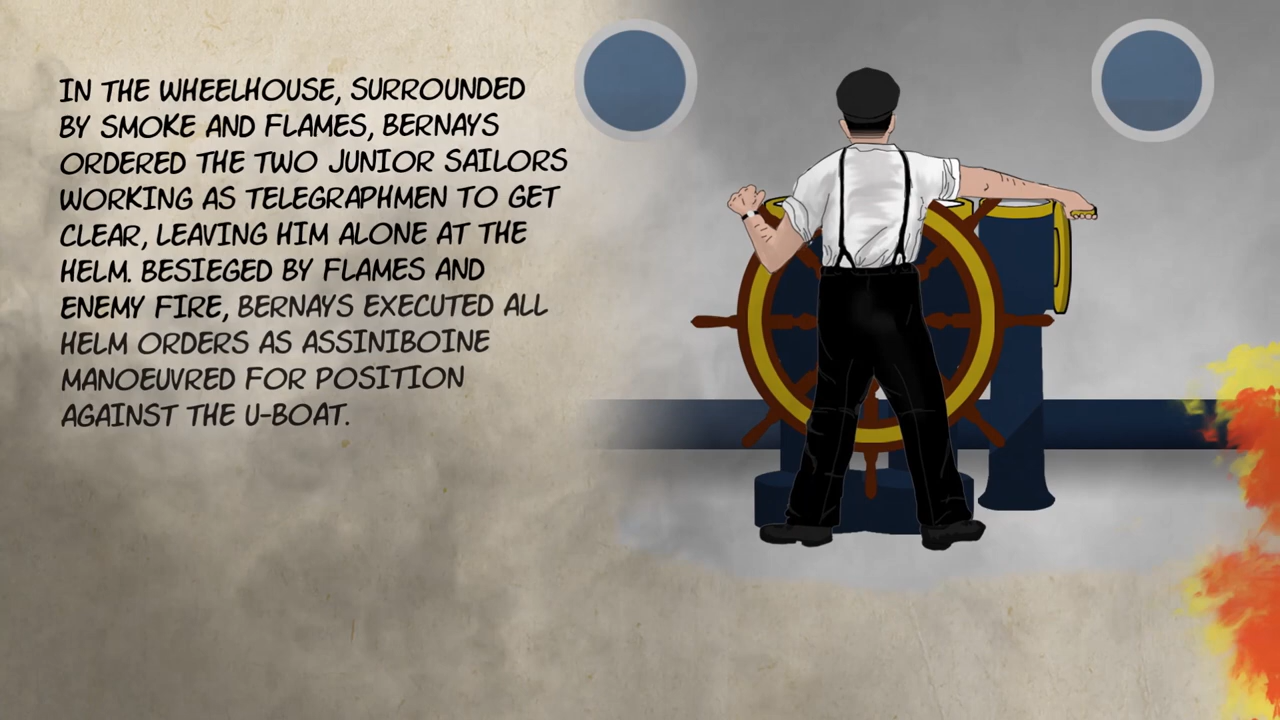 IN THE WHEELHOUSE, SURROUNDED
BY SMOKE AND FLAMES, BERNAYS
ORDERED THE TWO JUNIOR SAILORS
WORKING AS TELEGRAPHMEN TO GET
CLEAR, LEAVING HIM ALONE AT THE
HELM. BESIEGED BY FLAMES AND
ENEMY FIRE, BERNAYS EXECUTED ALL
HELM ORDERS AS ASSINIBOINE
MANOEUVRED FOR POSITION
AGAINST THE U-BOAT.